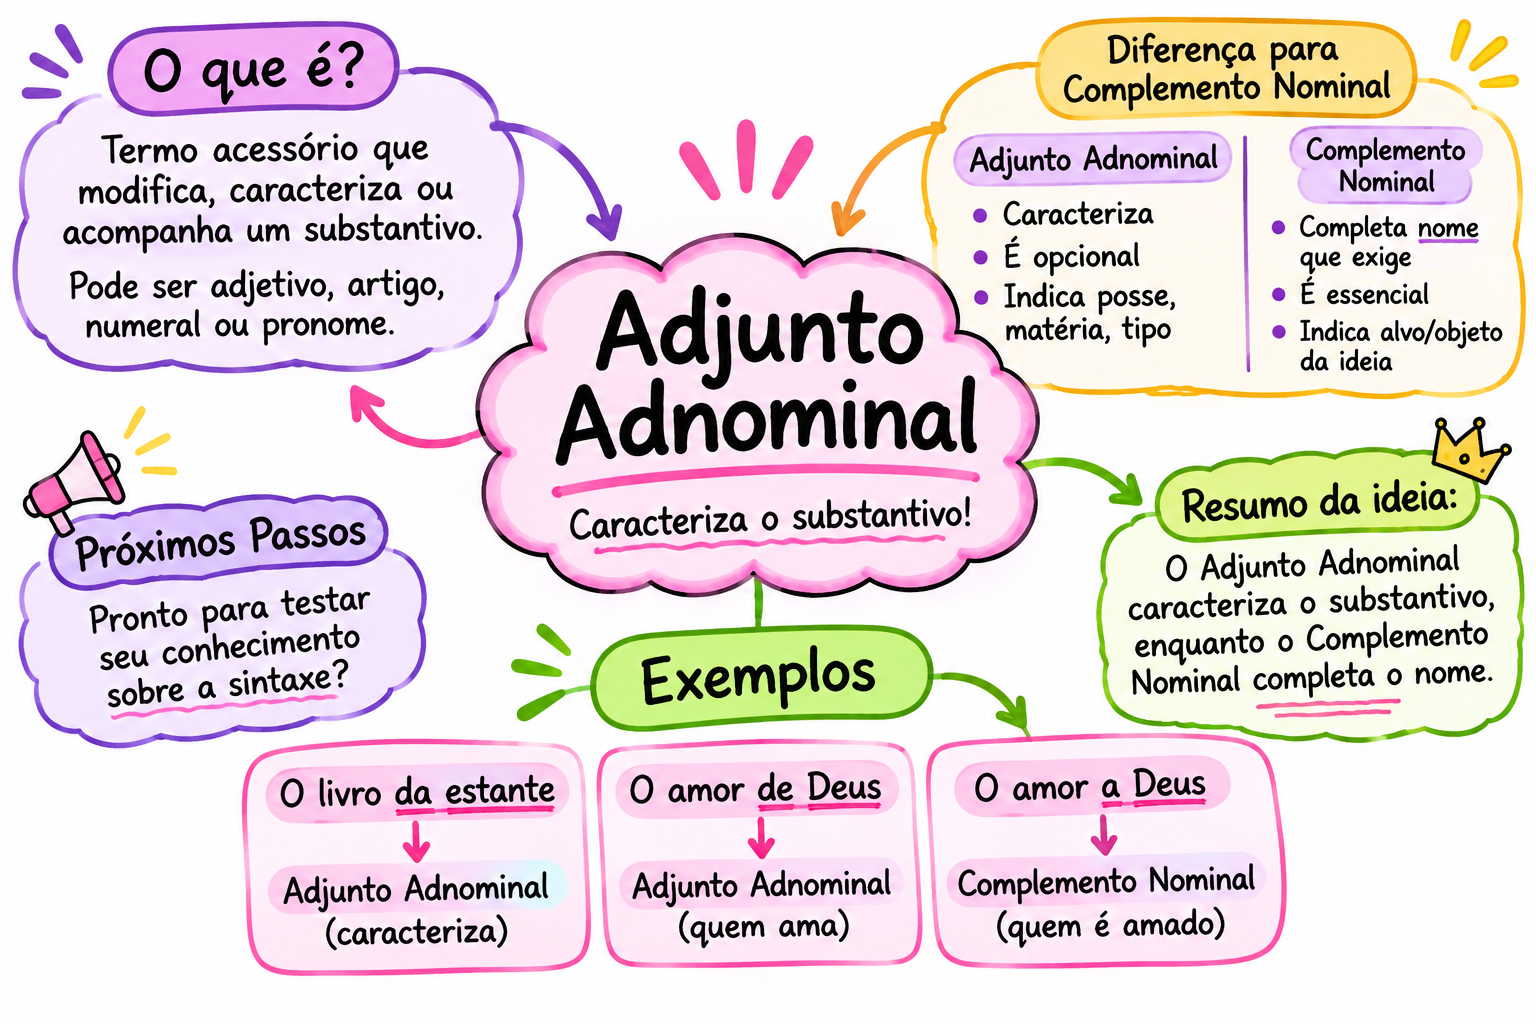 O que é?
Termo acessório que
modifica, caracteriza ou
acompanha um substantivo.
Pode ser adjetivo, artigo,
numeral ou pronome.
Diferença para
Complemento Nominal
Adjunto Adnominal
Caracteriza
É opcional
Indica posse,
matéria, tipo
Complemento
Nominal
Completa nome
que exige
É essencial
Indica alvo/objeto
da ideia
Adjunto
Adnominal
Caracteriza o substantivo!
Próximos Passos
Pronto para testar
seu conhecimento
sobre a sintaxe?
Resumo da ideia:
O Adjunto Adnominal
caracteriza o substantivo,
enquanto o Complemento
Nominal completa o nome.
Exemplos
O livro da estante
Adjunto Adnominal
(caracteriza)
O amor de Deus
Adjunto Adnominal
(quem ama)
O amor a Deus
Complemento Nominal
(quem é amado)